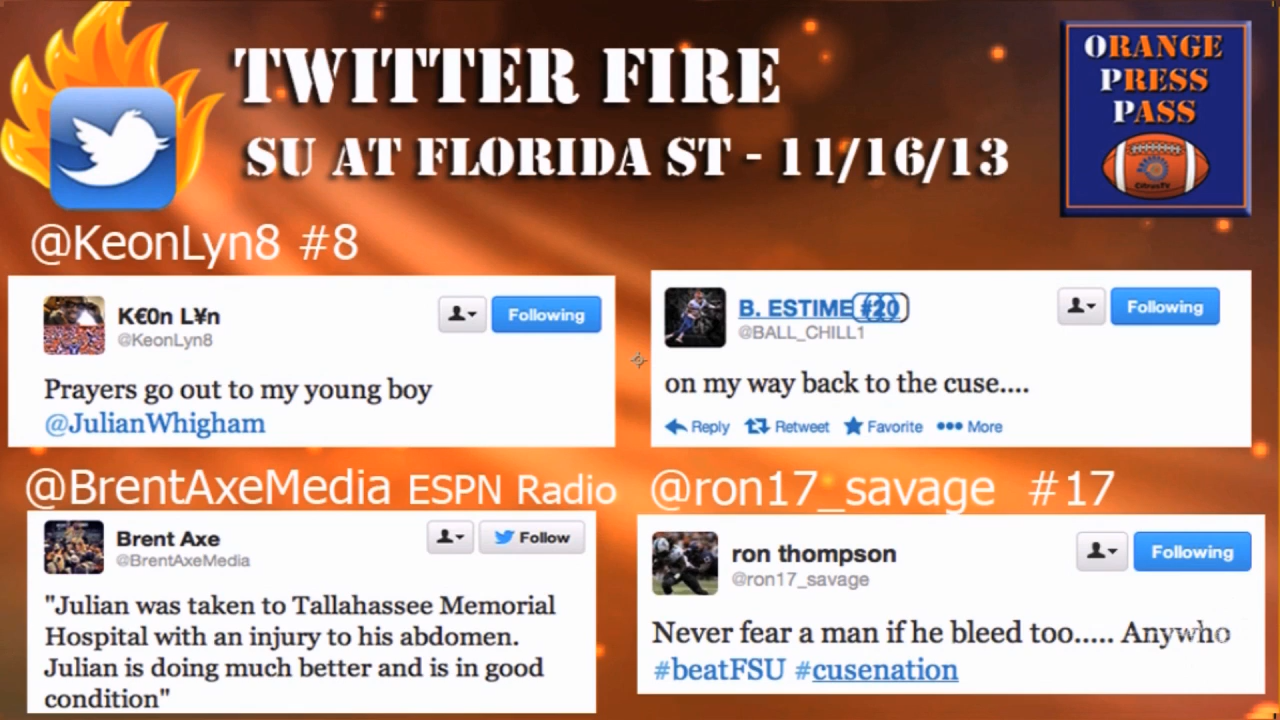 TWITTER FIRE
SU AT FLORIDA ST - 11/16/13
ORANGE
PRESS
PASS
CitrusTV
@KeonLyn8 #8
K€0n L¥n
@KeonLyn8
Following
Prayers go out to my young boy
@JulianWhigham
B. ESTIME #20
@BALL_CHILL1
Following
on my way back to the cuse....
Reply Retweet Favorite More
@BrentAxeMedia ESPN Radio
Brent Axe
@BrentAxeMedia
Follow
"Julian was taken to Tallahassee Memorial
Hospital with an injury to his abdomen.
Julian is doing much better and is in good
condition"
@ron17_savage #17
ron thompson
@ron17_savage
Following
Never fear a man if he bleed too..... Anywho
#beatFSU #cusenation